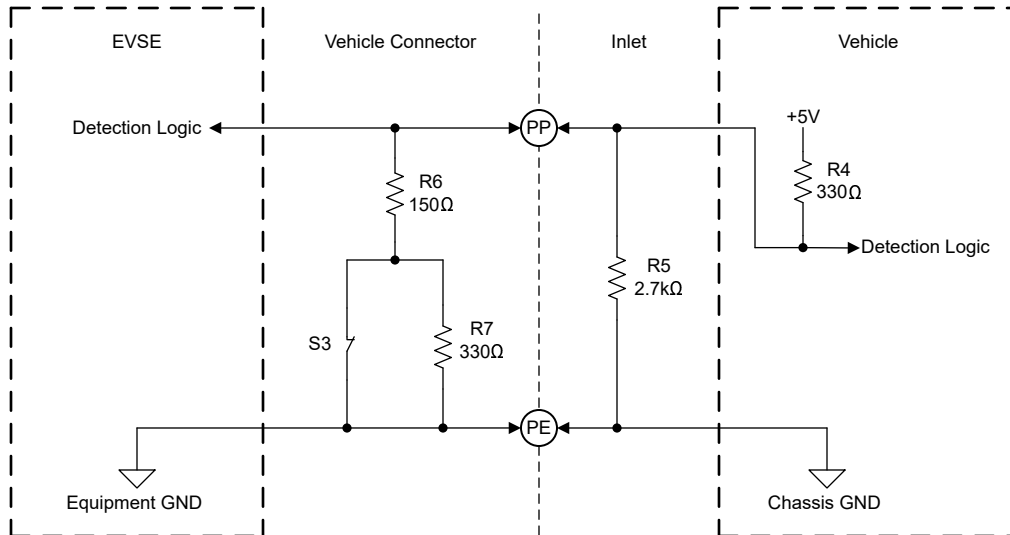 EVSE
Vehicle Connector
Inlet
Vehicle
Detection Logic
PP
+5V
R6
150Ω
R4
330Ω
Detection Logic
R5
2.7kΩ
S3
R7
330Ω
PE
Equipment GND
Chassis GND